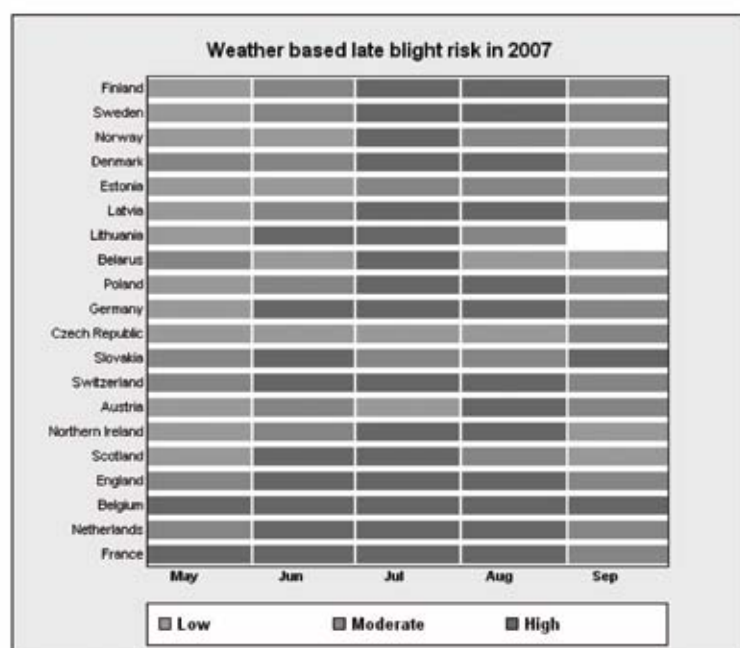 Weather based late blight risk in 2007
Finland
Sweden
Norway
Denmark
Estonia
Latvia
Lithuania
Belarus
Poland
Germany
Czech Republic
Slovakia
Switzerland
Austria
Northern Ireland
Scotland
England
Belgium
Netherlands
France
May Jun Jul Aug Sep
Low Moderate High